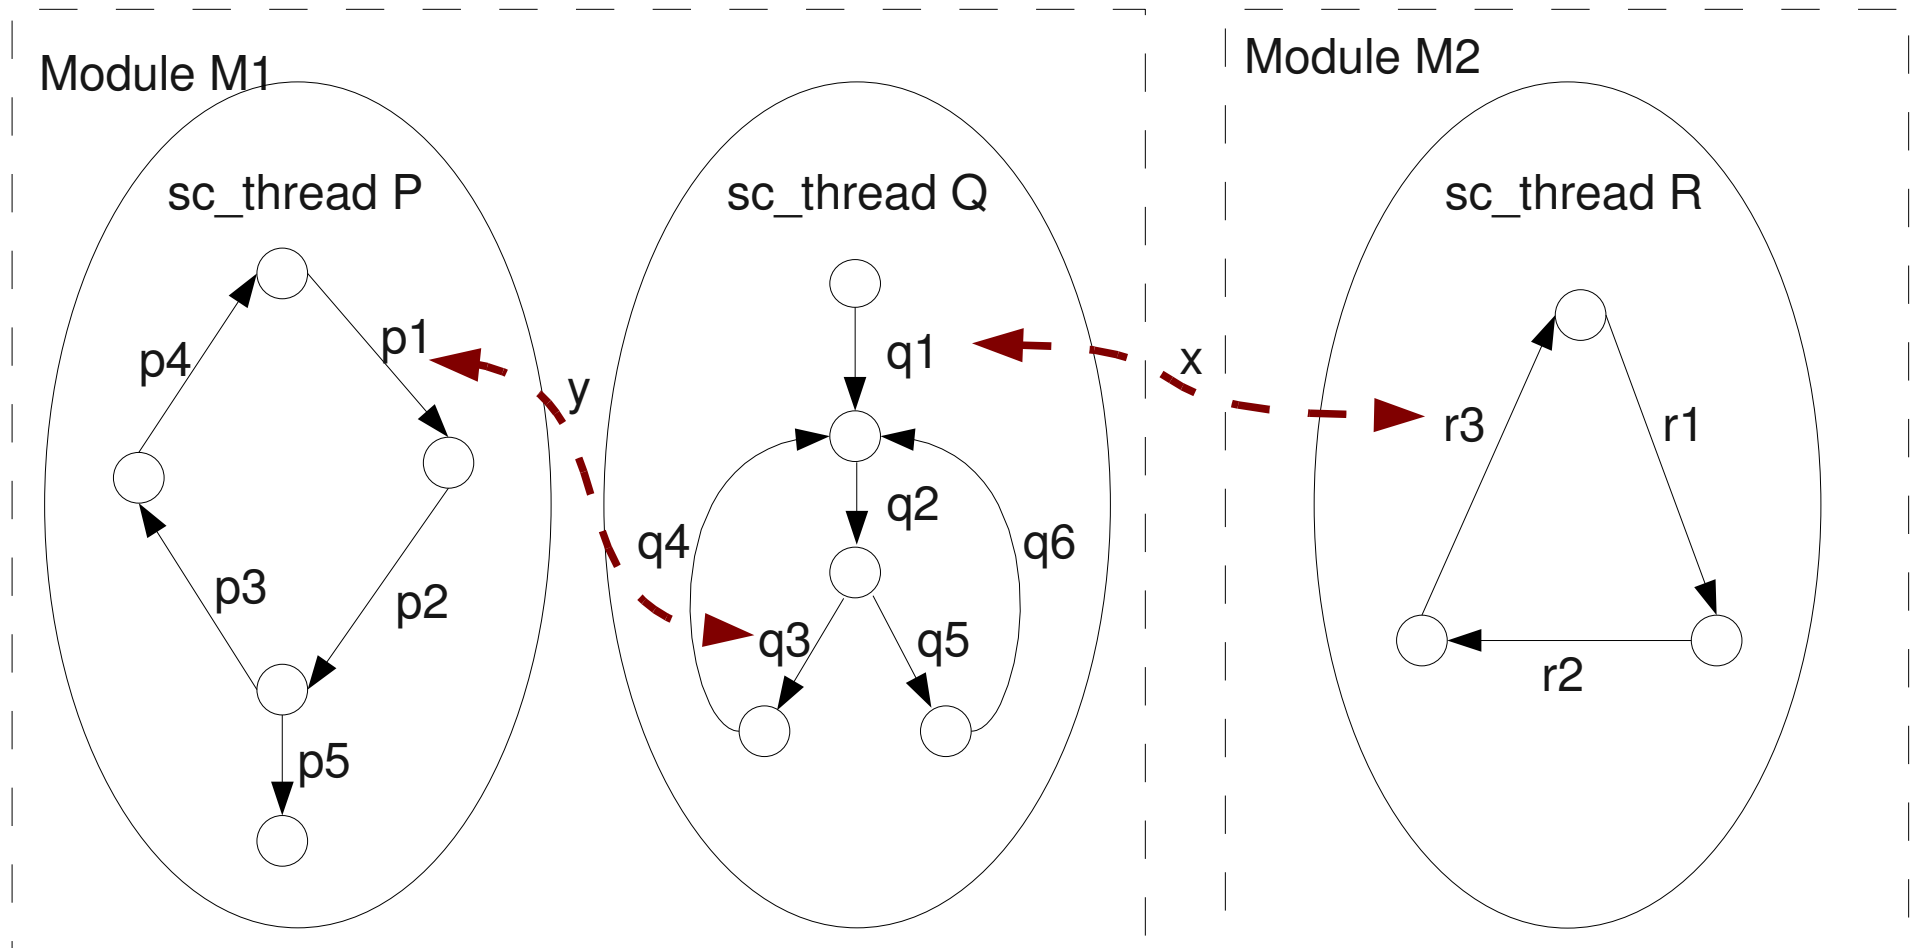 Module M1
Module M2
sc_thread P
sc_thread Q
sc_thread R
p4
p1
y
q1
x
r3
r1
q2
q4
q6
p3
p2
q3
q5
r2
p5